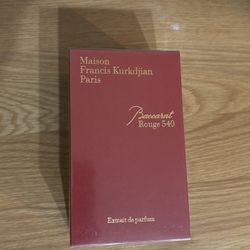 Maison
Francis Kurkdjian
Paris
Baccarat
Rouge 540
Extrait de parfum